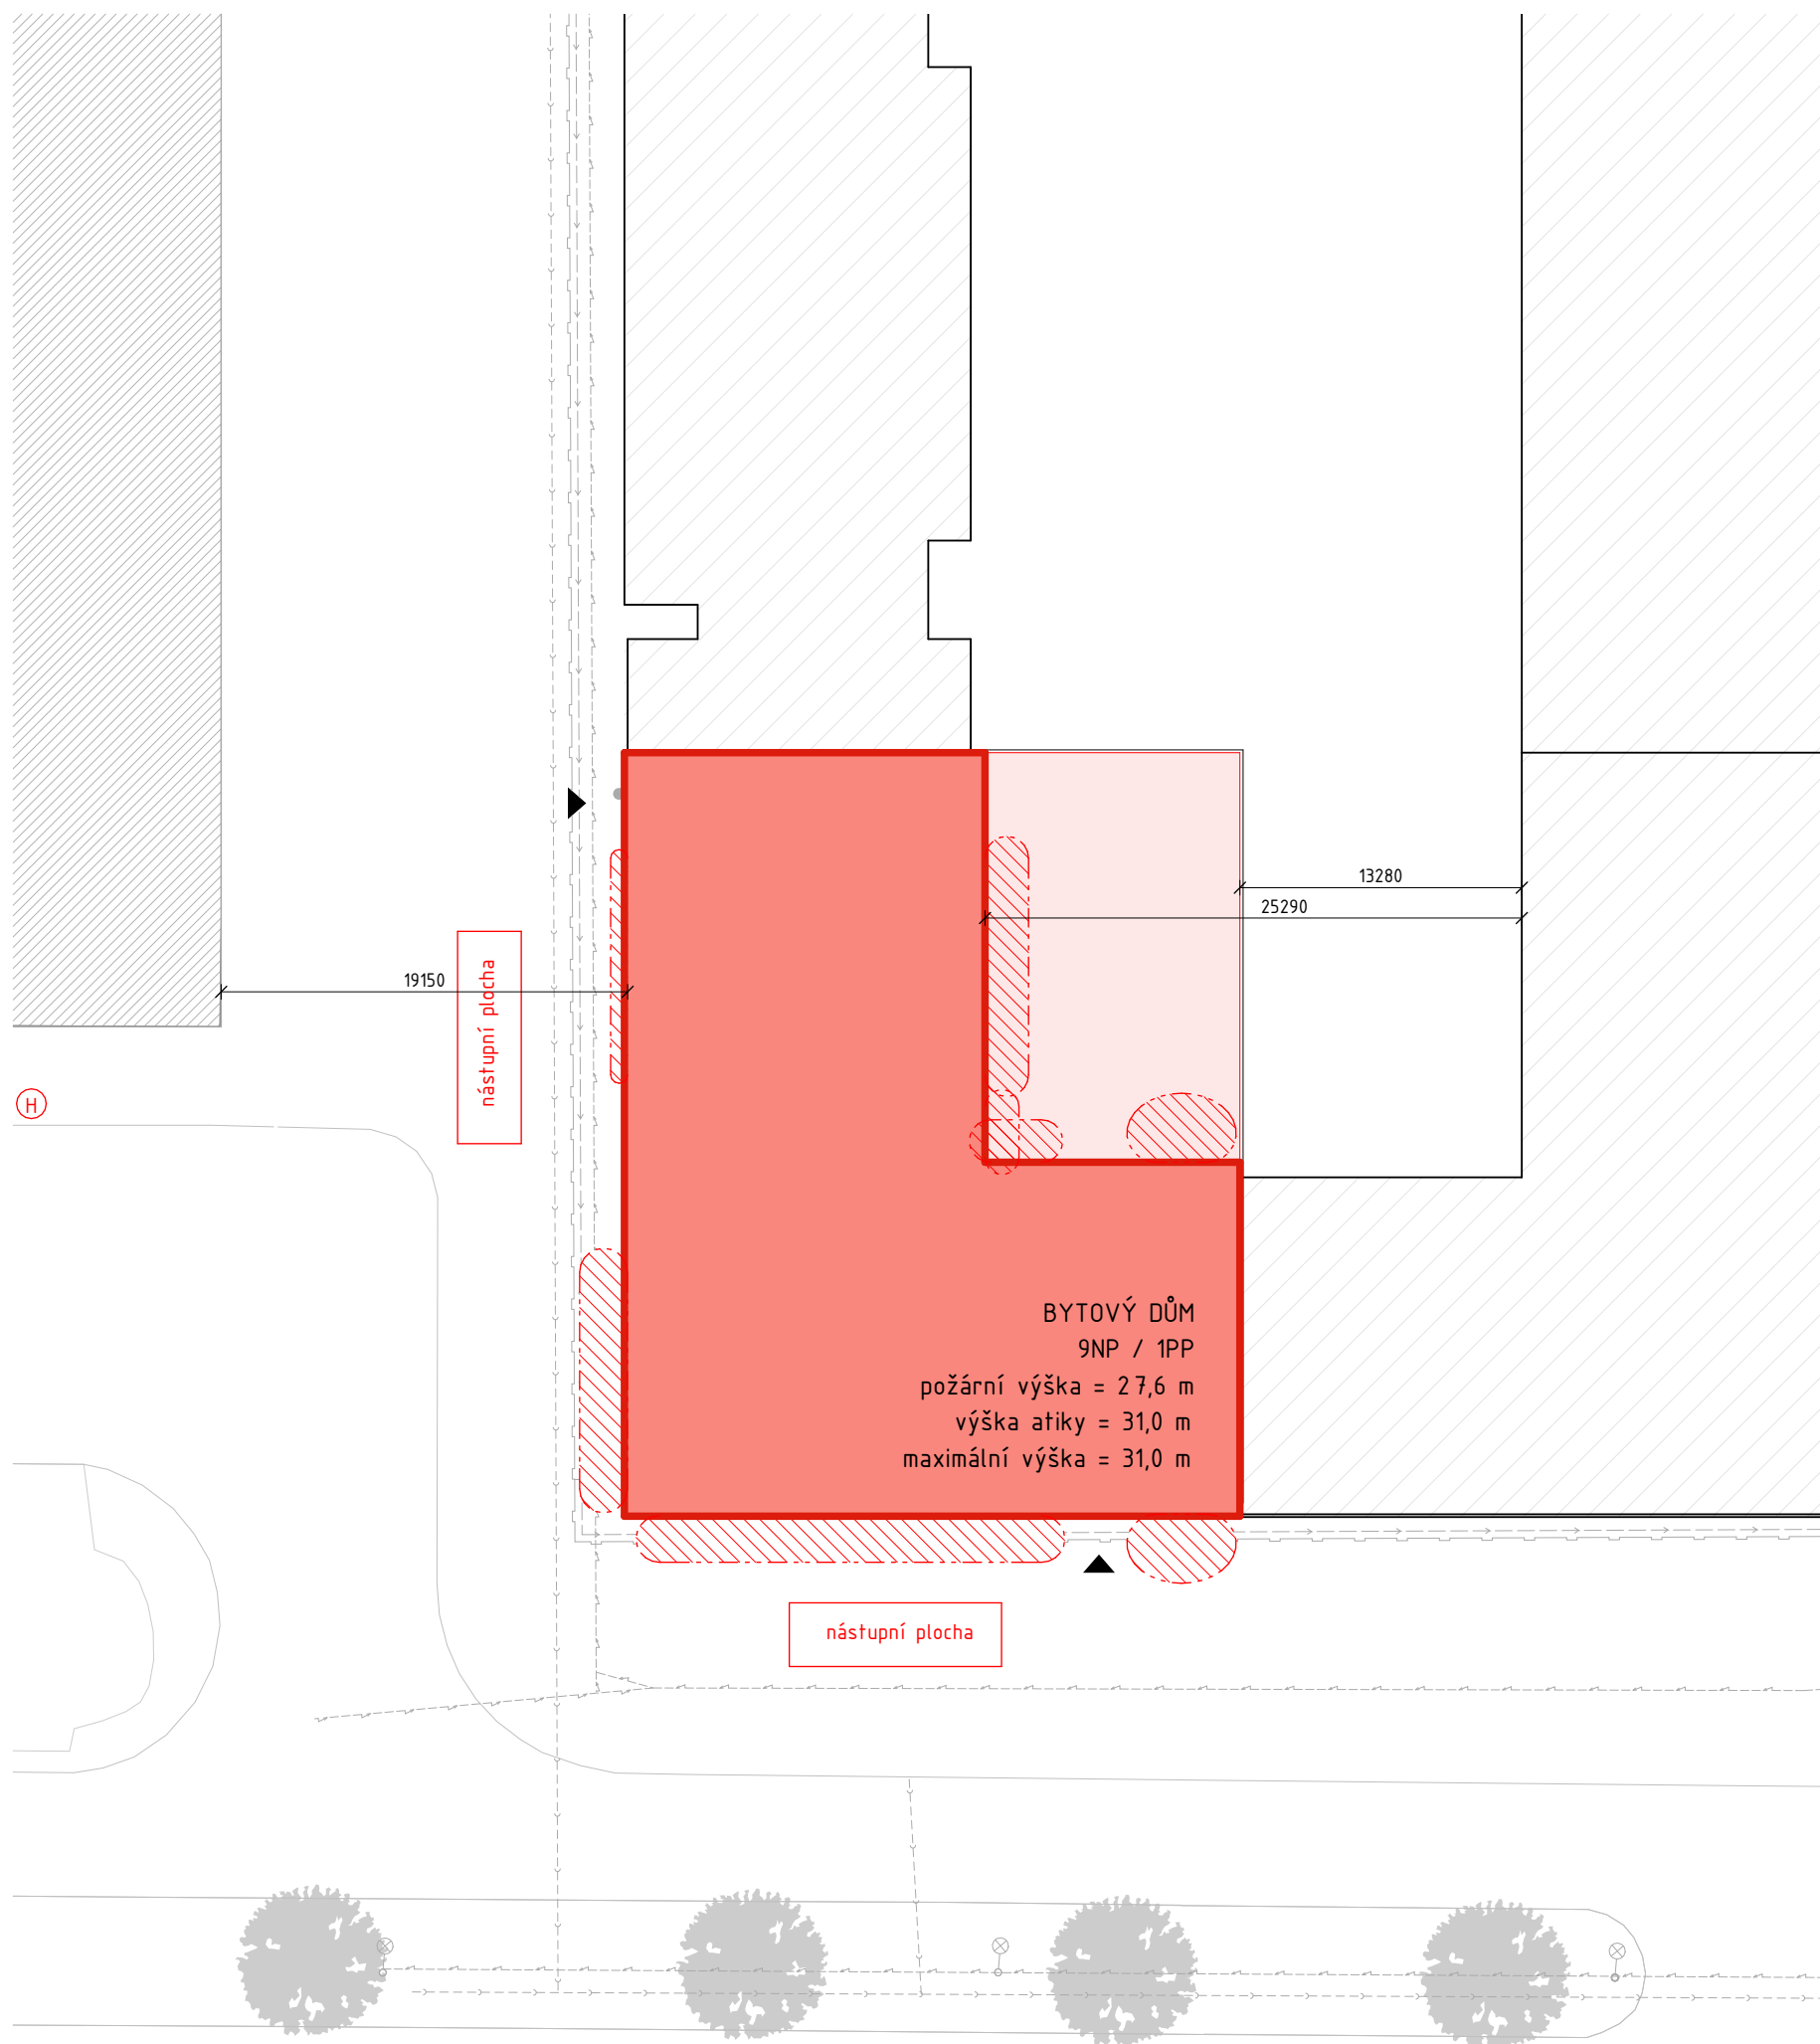 13280
25290
19150
nástupní plocha
H
BYTOVÝ DŮM
9NP / 1PP
požární výška = 27,6 m
výška atiky = 31,0 m
maximální výška = 31,0 m
nástupní plocha